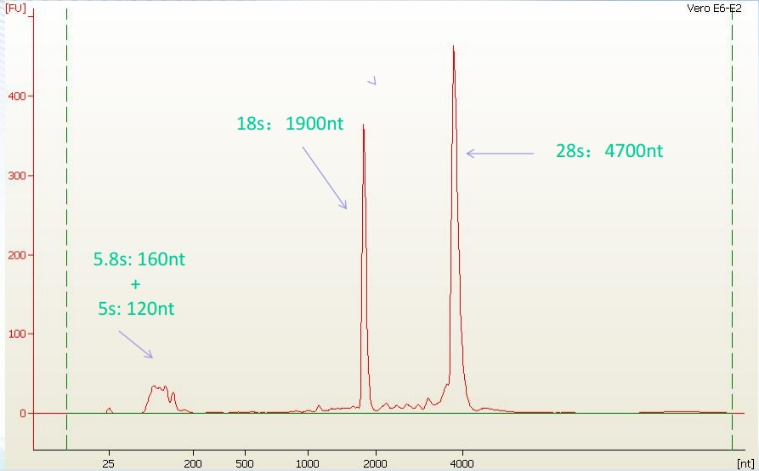 [FU]
Vero E6-E2
400
18s：1900nt
28s：4700nt
300
5.8s: 160nt
200
+
5s: 120nt
100
0
25
200
500
1000
2000
4000
[nt]